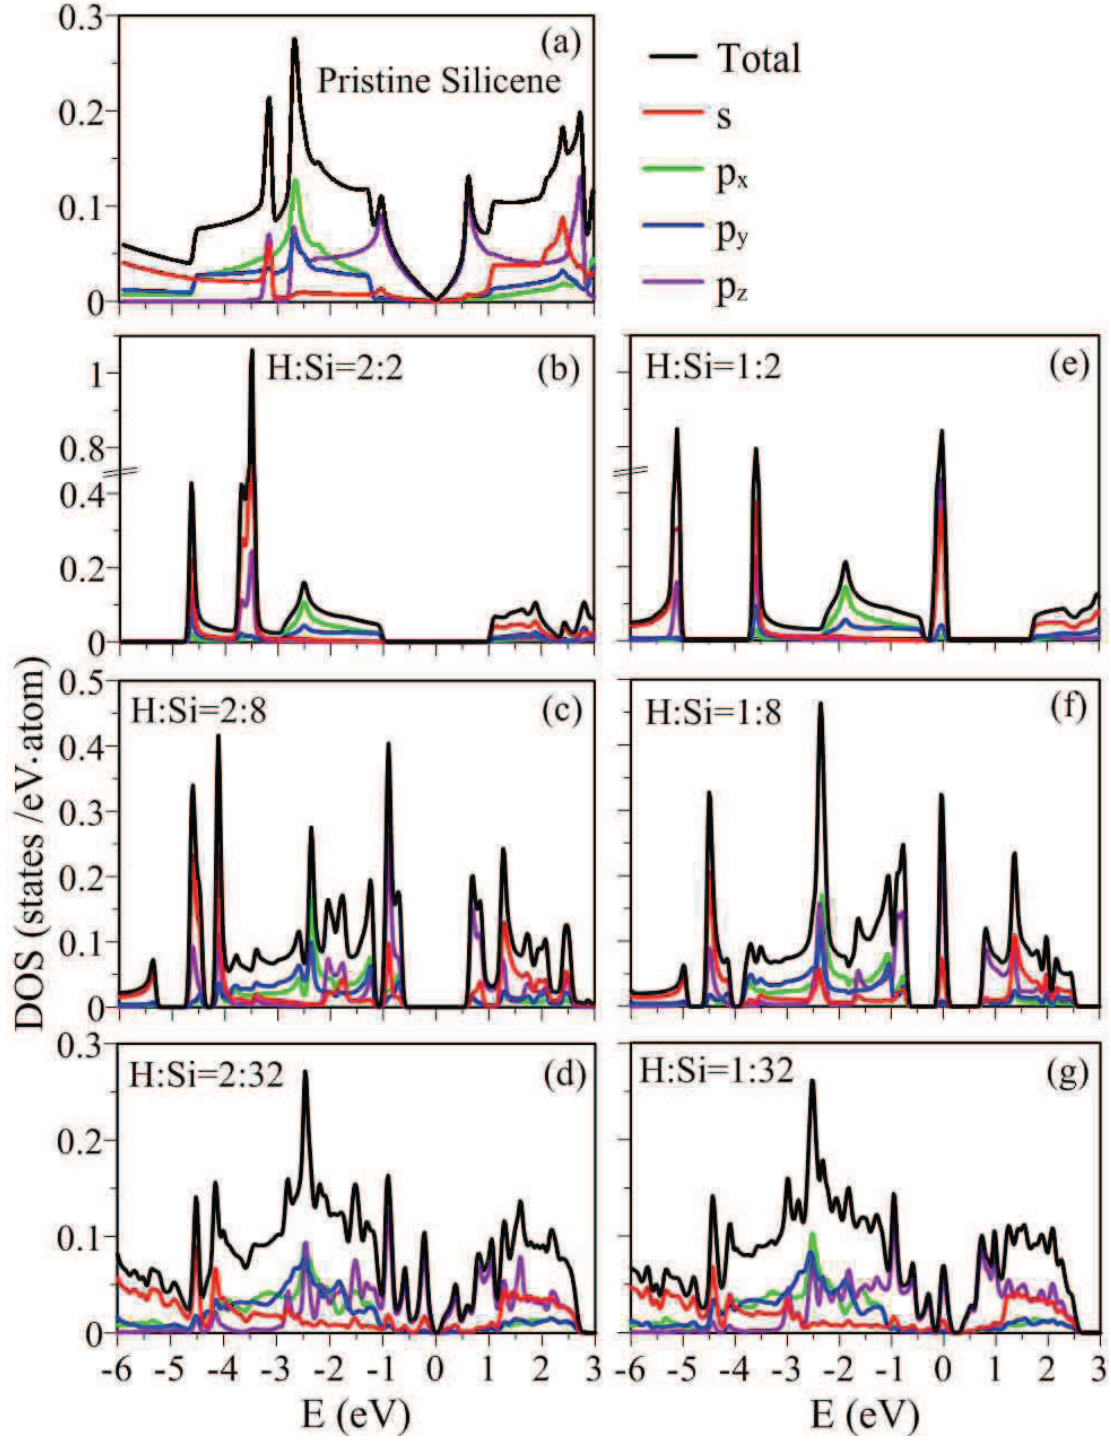 0.3
0.2
0.1
0
(a)
Pristine Silicene
Total
s
px
py
pz
H:Si=2:2
(b)
1
0.8
0.4
0.2
0
H:Si=1:2
(e)
0.5
0.4
0.3
0.2
0.1
0
H:Si=2:8
(c)
H:Si=1:8
(f)
DOS (states /eV·atom)
0.3
0.2
0.1
0
H:Si=2:32
(d)
H:Si=1:32
(g)
-6 -5 -4 -3 -2 -1 0 1 2 3
-6 -5 -4 -3 -2 -1 0 1 2 3
E (eV)
E (eV)